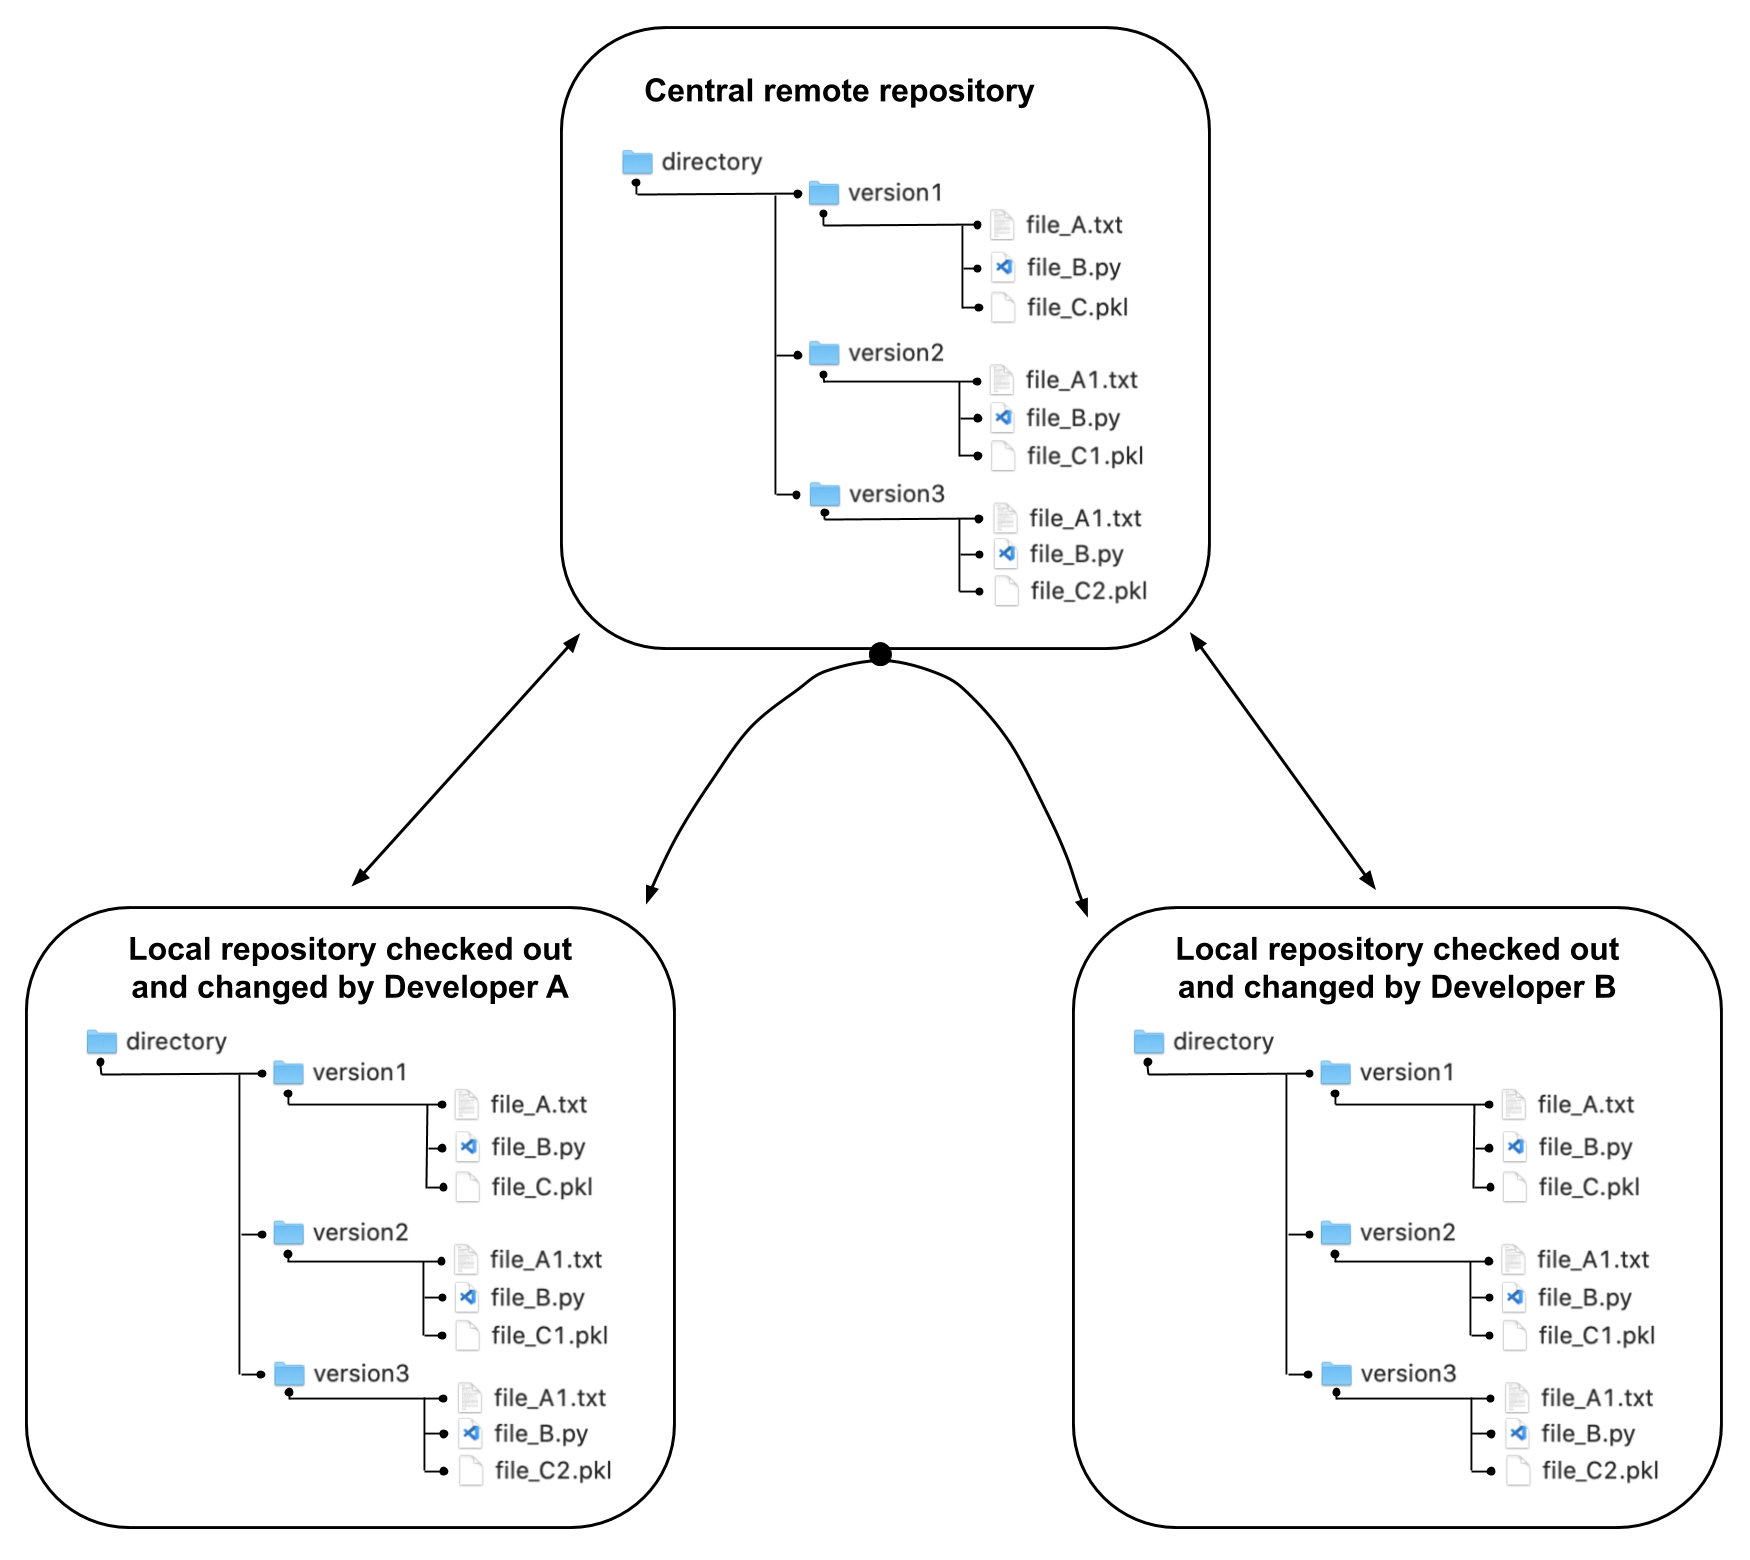 Central remote repository
directory
version1
file_A.txt
file_B.py
file_C.pkl
version2
file_A1.txt
file_B.py
file_C1.pkl
version3
file_A1.txt
file_B.py
file_C2.pkl
Local repository checked out
and changed by Developer A
directory
version1
file_A.txt
file_B.py
file_C.pkl
version2
file_A1.txt
file_B.py
file_C1.pkl
version3
file_A1.txt
file_B.py
file_C2.pkl
Local repository checked out
and changed by Developer B
directory
version1
file_A.txt
file_B.py
file_C.pkl
version2
file_A1.txt
file_B.py
file_C1.pkl
version3
file_A1.txt
file_B.py
file_C2.pkl